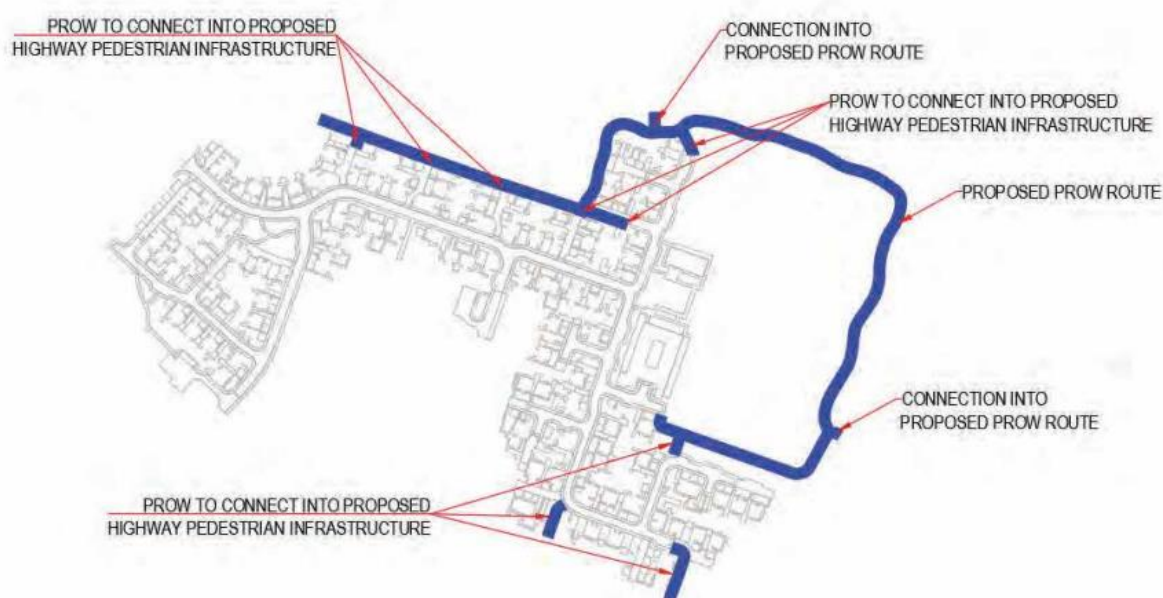 PROW TO CONNECT INTO PROPOSED
HIGHWAY PEDESTRIAN INFRASTRUCTURE
CONNECTION INTO
PROPOSED PROW ROUTE
PROW TO CONNECT INTO PROPOSED
HIGHWAY PEDESTRIAN INFRASTRUCTURE
PROPOSED PROW ROUTE
CONNECTION INTO
PROPOSED PROW ROUTE
PROW TO CONNECT INTO PROPOSED
HIGHWAY PEDESTRIAN INFRASTRUCTURE